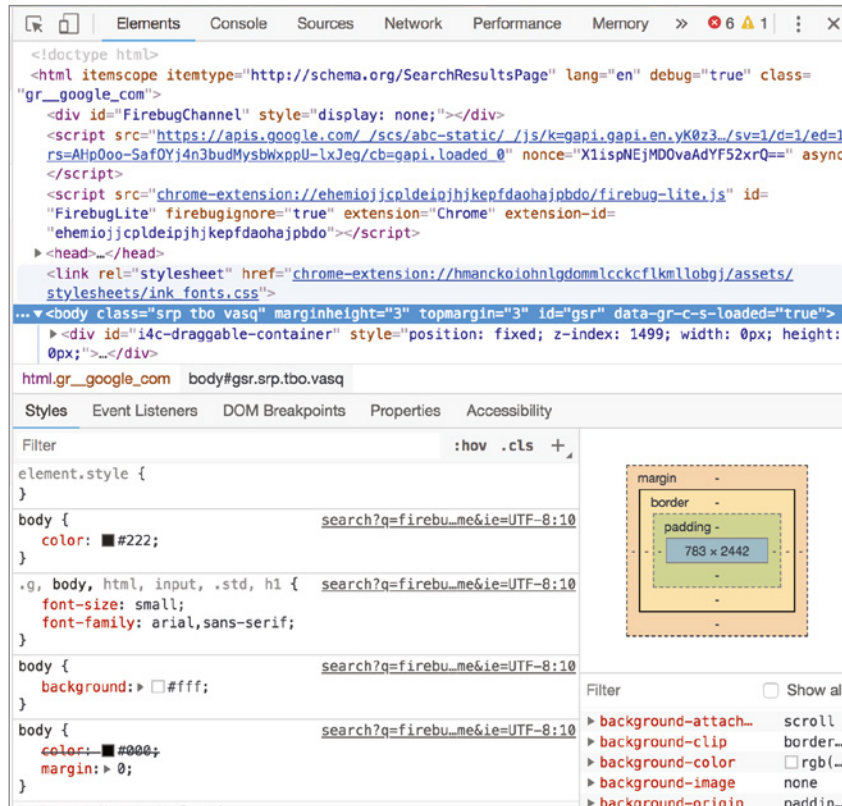 Elements Console Sources Network Performance Memory » 6 1
<!doctype html>
<html itemscope itemtype="http://schema.org/SearchResultsPage" lang="en" debug="true" class=
"gr__google_com">
<div id="FirebugChannel" style="display: none;"></div>
<script src="https://apis.google.com/_/scs/abc-static/_/js/k=gapi.gapi.en.yK0z3…/sv=1/d=1/ed=1
rs=AHpOoo-SafOYj4n3budMysbWxppU-lxJeg/cb=gapi.loaded_0" nonce="X1ispNEjMDOvaAdYF52xrQ==" async
</script>
<script src="chrome-extension://ehemiojjcpldeipjhjkepfdaohajpbdo/firebug-lite.js" id=
"FirebugLite" firebugignore="true" extension="Chrome" extension-id=
"ehemiojjcpldeipjhjkepfdaohajpbdo"></script>
<head>…</head>
<link rel="stylesheet" href="chrome-extension://hmanckoiohnlgdommlcckcflkmllobgj/assets/
stylesheets/ink_fonts.css">
…<body class="srp tbo vasq" marginheight="3" topmargin="3" id="gsr" data-gr-c-s-loaded="true">
<div id="i4c-draggable-container" style="position: fixed; z-index: 1499; width: 0px; height:
0px;">…</div>
html.gr__google_com body#gsr.srp.tbo.vasq
Styles Event Listeners DOM Breakpoints Properties Accessibility
Filter :hov .cls +
element.style {
}
body { search?q=firebu…me&ie=UTF-8:10
color: #222;
}
.g, body, html, input, .std, h1 { search?q=firebu…me&ie=UTF-8:10
font-size: small;
font-family: arial,sans-serif;
}
body { search?q=firebu…me&ie=UTF-8:10
background: #fff;
}
body { search?q=firebu…me&ie=UTF-8:10
color: #000;
margin: 0;
}
margin -
border -
padding -
- - - 783 × 2442 - - -
-
-
-
Filter Show al
background-attach… scroll
background-clip border…
background-color rgb(…
background-image none
background-origin paddin…